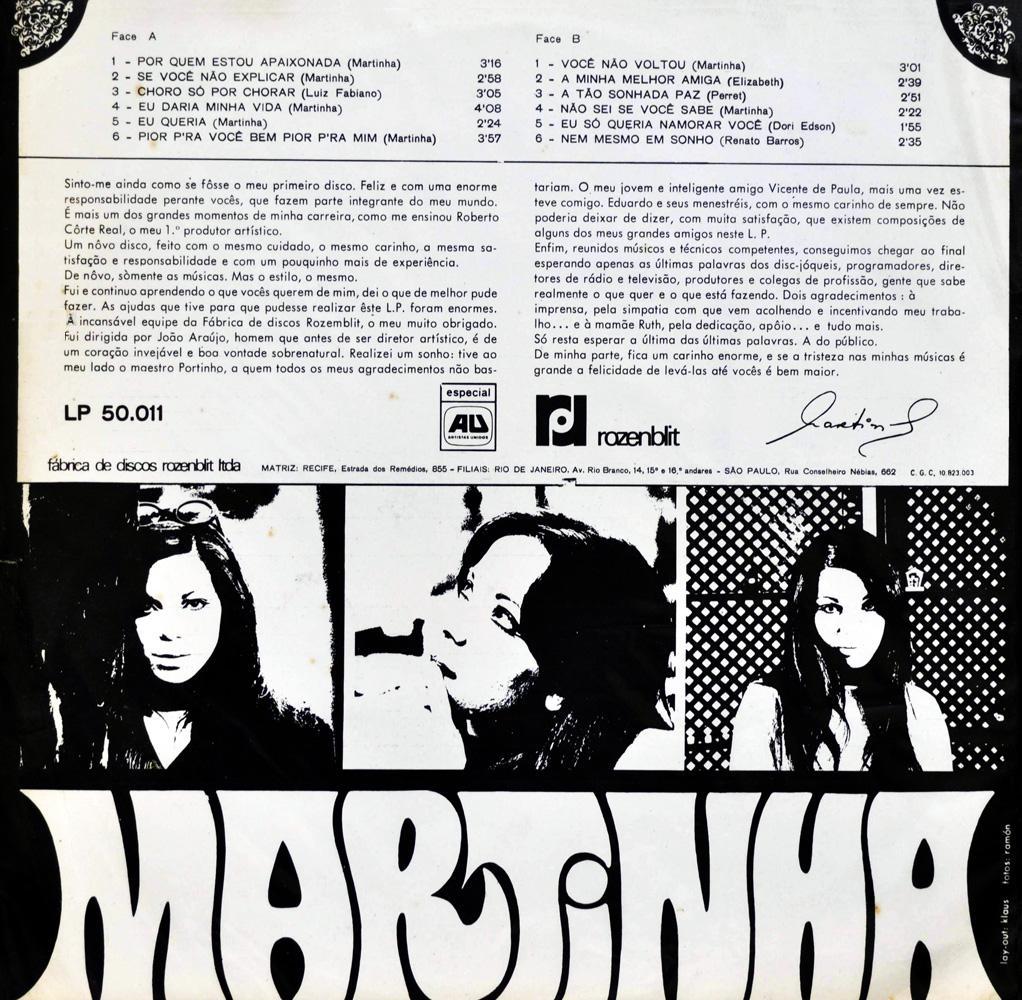 Face A
1 - POR QUEM ESTOU APAIXONADA (Martinha) 3'16
2 - SE VOCÊ NÃO EXPLICAR (Martinha) 2'58
3 - CHORO SÓ POR CHORAR (Luiz Fabiano) 3'05
4 - EU DARIA MINHA VIDA (Martinha) 4'08
5 - EU QUERIA (Martinha) 2'24
6 - PIOR P'RA VOCÊ BEM PIOR P'RA MIM (Martinha) 3'57
Face B
1 - VOCÊ NÃO VOLTOU (Martinha) 3'01
2 - A MINHA MELHOR AMIGA (Elizabeth) 2'39
3 - A TÃO SONHADA PAZ (Perret) 2'51
4 - NÃO SEI SE VOCÊ SABE (Martinha) 2'22
5 - EU SÓ QUERIA NAMORAR VOCÊ (Dori Edson) 1'55
6 - NEM MESMO EM SONHO (Renato Barros) 2'35
Sinto-me ainda como se fôsse o meu primeiro disco. Feliz e com uma enorme
responsabilidade perante vocês, que fazem parte integrante do meu mundo.
É mais um dos grandes momentos de minha carreira, como me ensinou Roberto
Côrte Real, o meu 1.º produtor artístico.
Um nôvo disco, feito com o mesmo cuidado, o mesmo carinho, a mesma sa-
tisfação e responsabilidade e com um pouquinho mais de experiência.
De nôvo, sòmente as músicas. Mas o estilo, o mesmo.
Fui e continuo aprendendo o que vocês querem de mim, dei o que de melhor pude
fazer. As ajudas que tive para que pudesse realizar êste L.P. foram enormes.
À incansável equipe da Fábrica de discos Rozemblit, o meu muito obrigado.
Fui dirigida por João Araújo, homem que antes de ser diretor artístico, é de
um coração invejável e boa vontade sobrenatural. Realizei um sonho: tive ao
meu lado o maestro Portinho, a quem todos os meus agradecimentos não bas-
tariam. O meu jovem e inteligente amigo Vicente de Paula, mais uma vez es-
teve comigo. Eduardo e seus menestréis, com o mesmo carinho de sempre. Não
poderia deixar de dizer, com muita satisfação, que existem composições de
alguns dos meus grandes amigos neste L. P.
Enfim, reunidos músicos e técnicos competentes, conseguimos chegar ao final
esperando apenas as últimas palavras dos disc-jóqueis, programadores, dire-
tores de rádio e televisão, produtores e colegas de profissão, gente que sabe
realmente o que quer e o que está fazendo. Dois agradecimentos : à
imprensa, pela simpatia com que vem acolhendo e incentivando meu traba-
lho... e à mamãe Ruth, pela dedicação, apôio... e tudo mais.
Só resta esperar a última das últimas palavras. A do público.
De minha parte, fica um carinho enorme, e se a tristeza nas minhas músicas é
grande a felicidade de levá-las até vocês é bem maior.
LP 50.011
especial
AU
ARTISTAS UNIDOS
rozenblit
Martinha
fábrica de discos rozenblit ltda MATRIZ: RECIFE, Estrada dos Remédios, 855 - FILIAIS: RIO DE JANEIRO, Av. Rio Branco, 14, 15º e 16.º andares - SÃO PAULO, Rua Conselheiro Nébias, 662 C. G. C. 10.823.003
MARTiNHA
lay-out: klaus fotos: ramón